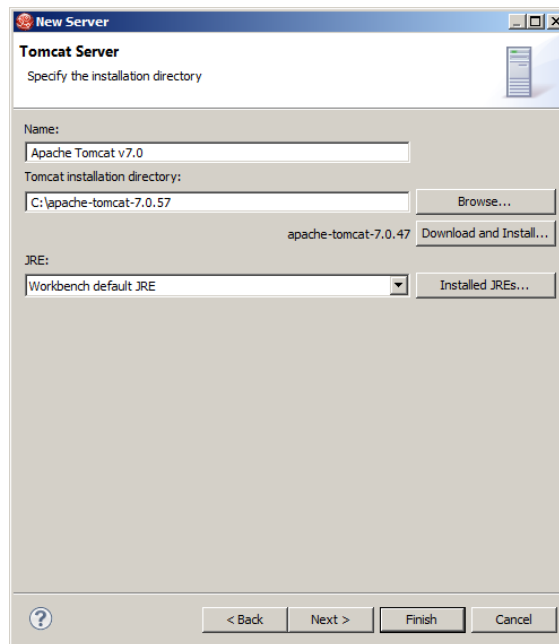 New Server
Tomcat Server
Specify the installation directory
Name:
Apache Tomcat v7.0
Tomcat installation directory:
C:\apache-tomcat-7.0.57
Browse...
apache-tomcat-7.0.47 Download and Install...
JRE:
Workbench default JRE
Installed JREs...
?
< Back Next > Finish Cancel